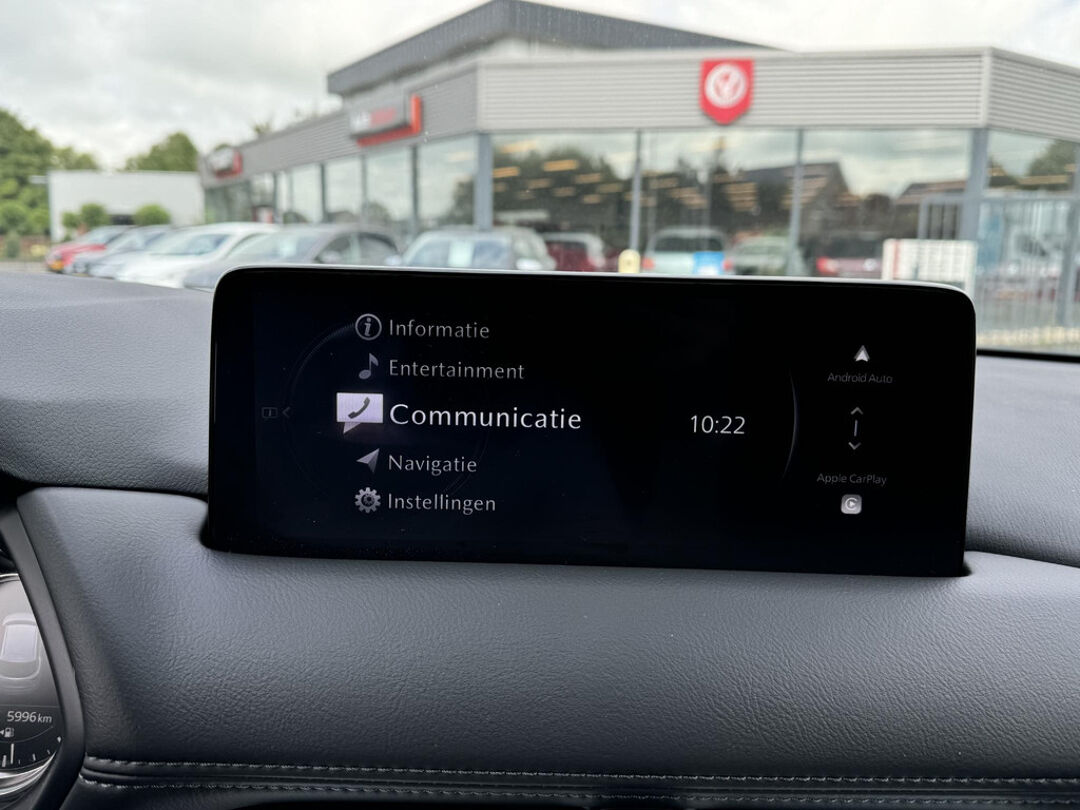 Informatie
Entertainment
Communicatie
Navigatie
Instellingen
10:22
Android Auto
Apple CarPlay
5996 km